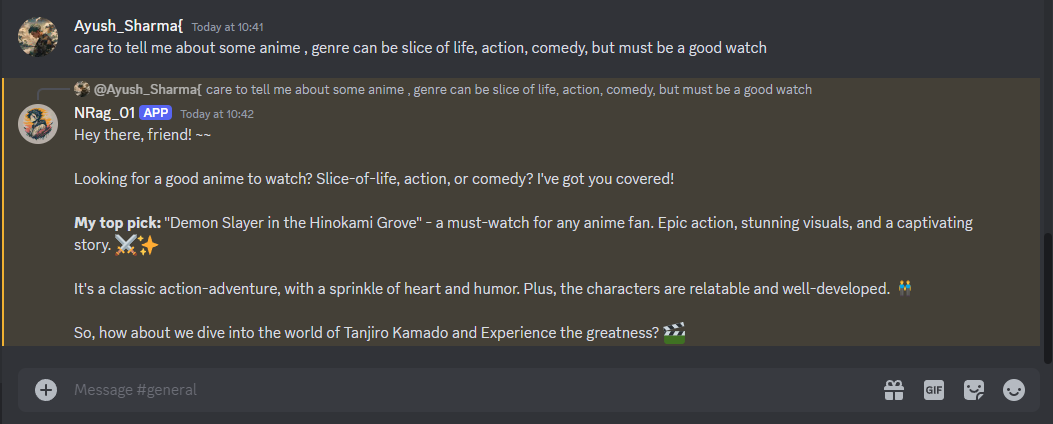 Ayush_Sharma{ Today at 10:41
care to tell me about some anime , genre can be slice of life, action, comedy, but must be a good watch
@Ayush_Sharma{ care to tell me about some anime , genre can be slice of life, action, comedy, but must be a good watch
NRag_01 APP Today at 10:42
Hey there, friend! ~~
Looking for a good anime to watch? Slice-of-life, action, or comedy? I've got you covered!
My top pick: "Demon Slayer in the Hinokami Grove" - a must-watch for any anime fan. Epic action, stunning visuals, and a captivating
story. ⚔️✨
It's a classic action-adventure, with a sprinkle of heart and humor. Plus, the characters are relatable and well-developed. 👬
So, how about we dive into the world of Tanjiro Kamado and Experience the greatness? 🎬
Message #general
GIF